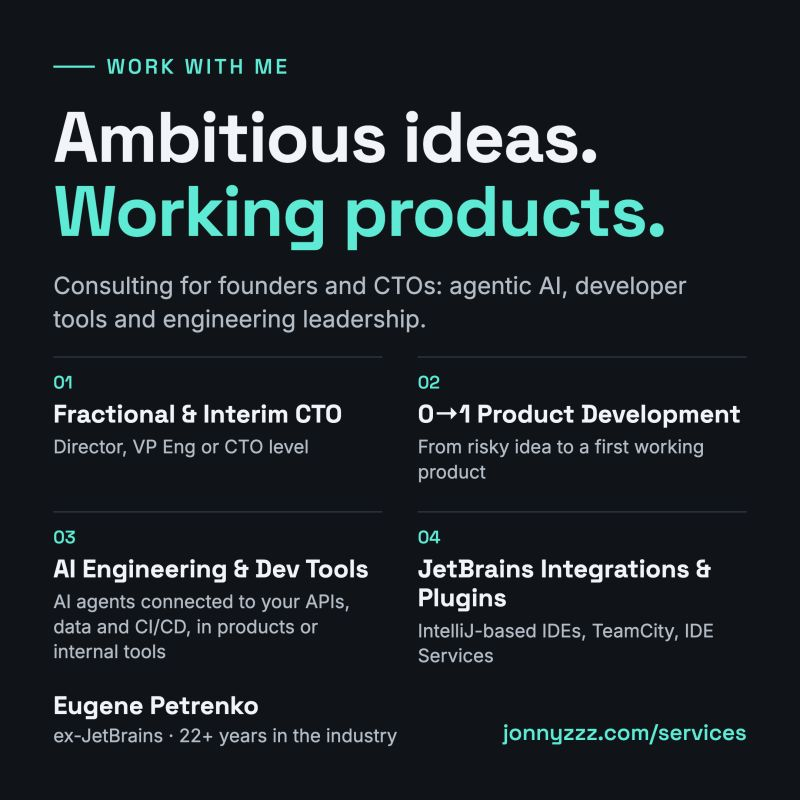 WORK WITH ME
Ambitious ideas.
Working products.
Consulting for founders and CTOs: agentic AI, developer
tools and engineering leadership.
01
Fractional & Interim CTO
Director, VP Eng or CTO level
02
0→1 Product Development
From risky idea to a first working
product
03
AI Engineering & Dev Tools
AI agents connected to your APIs,
data and CI/CD, in products or
internal tools
04
JetBrains Integrations &
Plugins
IntelliJ-based IDEs, TeamCity, IDE
Services
Eugene Petrenko
ex-JetBrains · 22+ years in the industry
jonnyzzz.com/services